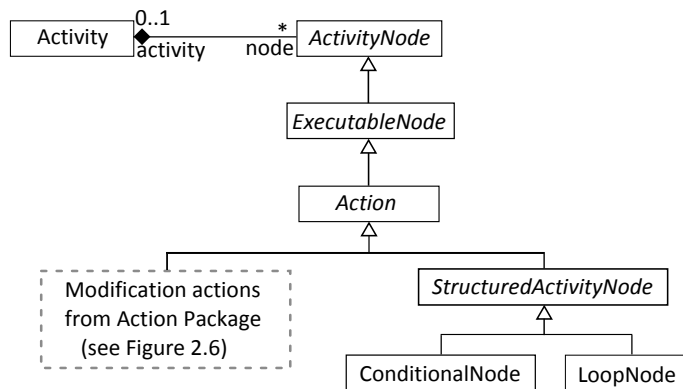 0..1
*
Activity
ActivityNode
activity
node
ExecutableNode
Action
Modification actions
from Action Package
(see Figure 2.6)
StructuredActivityNode
ConditionalNode
LoopNode